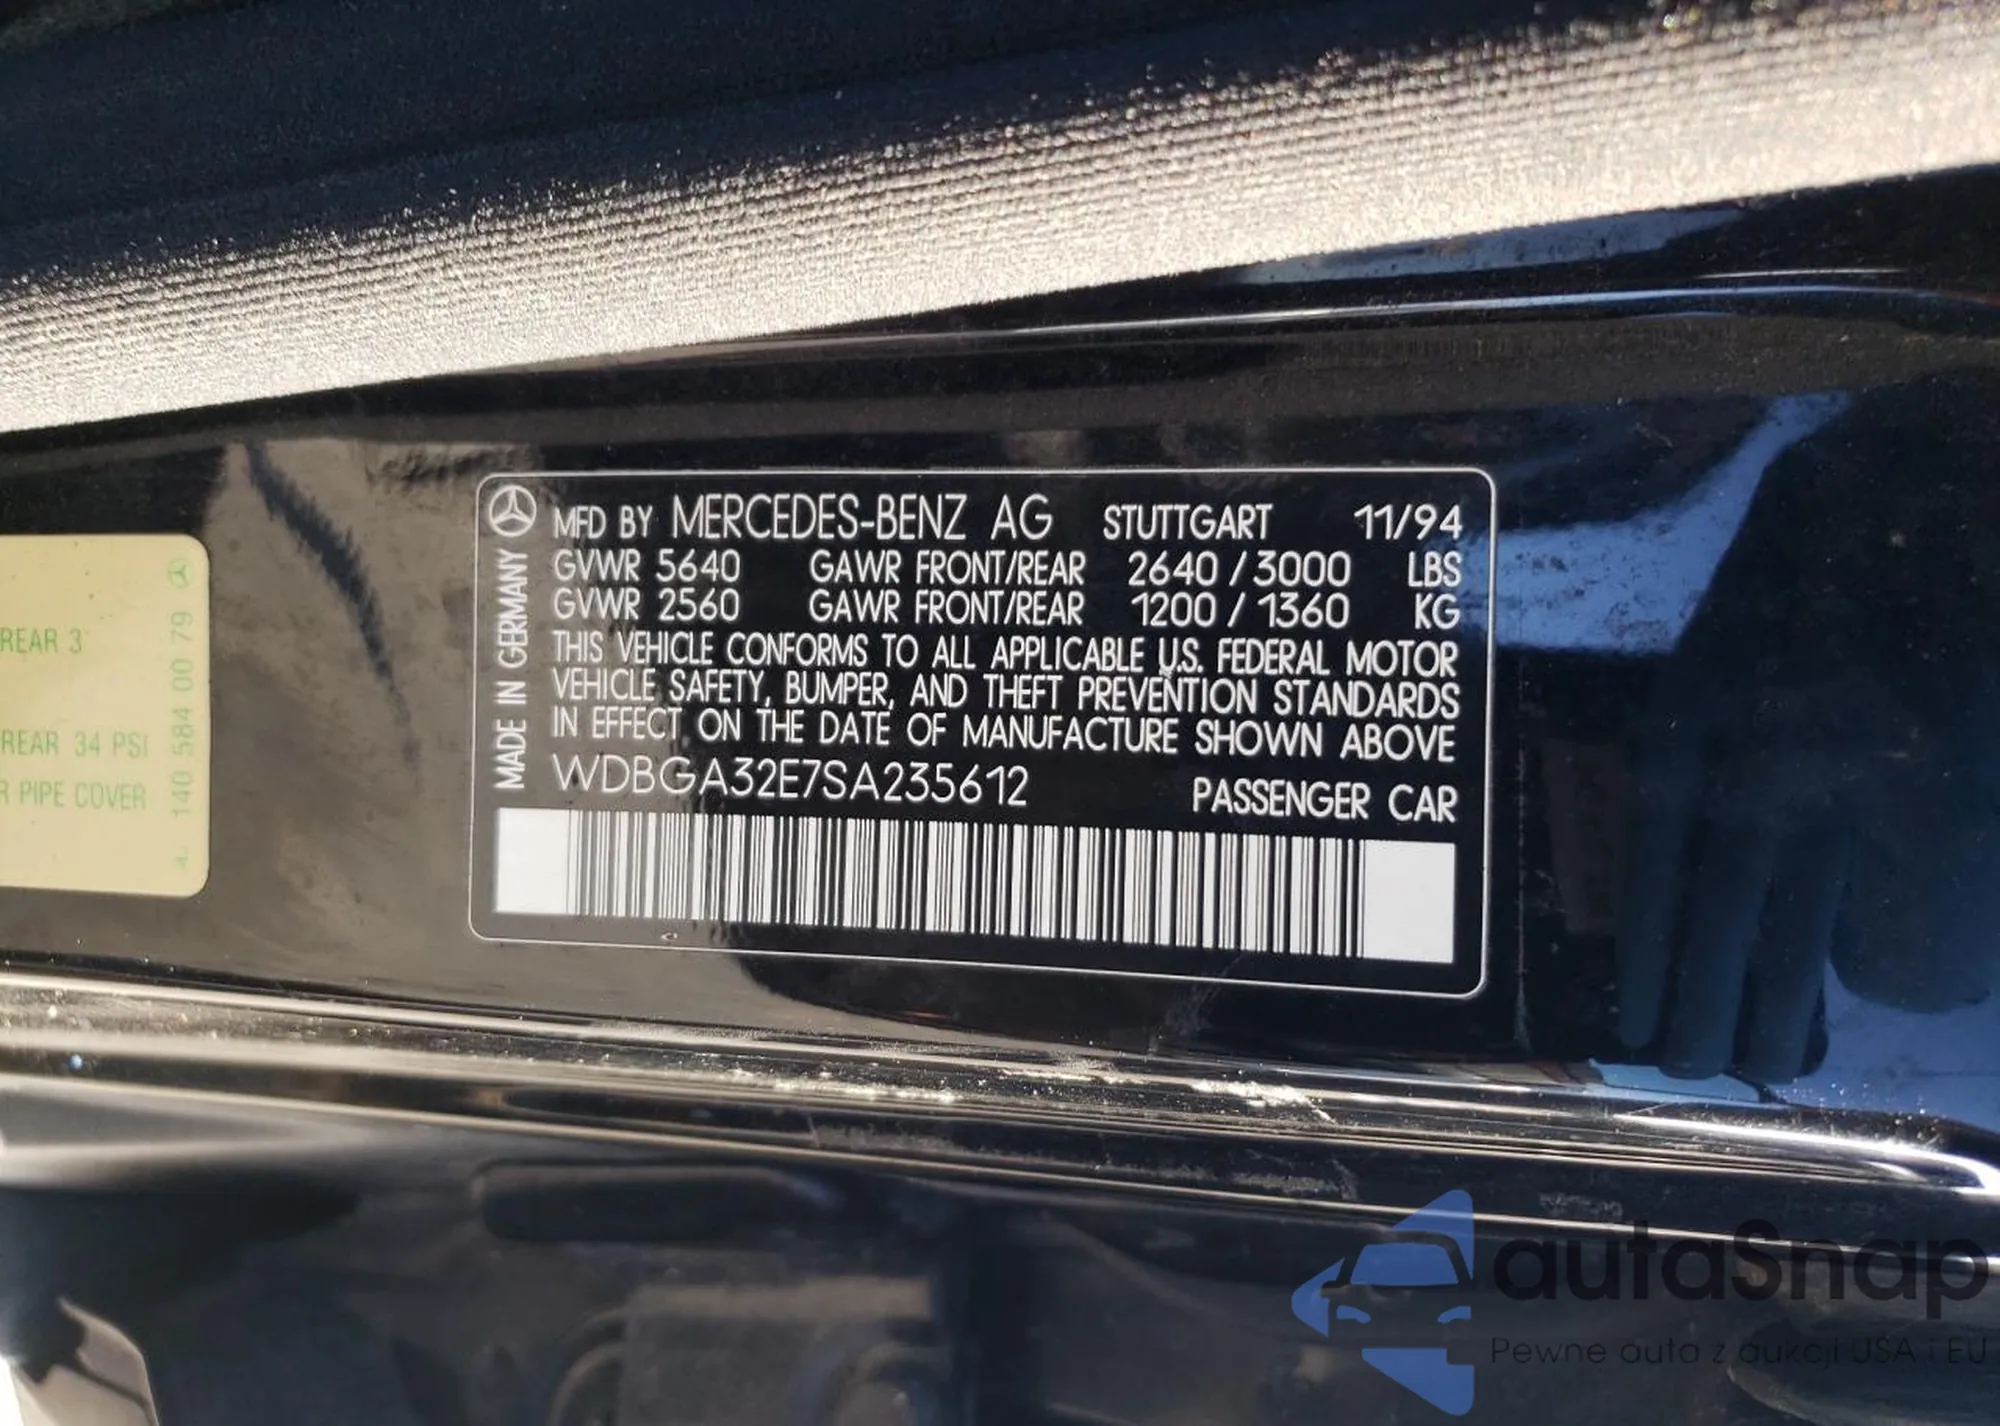 MFD BY MERCEDES-BENZ AG STUTTGART 11/94
GVWR 5640 GAWR FRONT/REAR 2640 / 3000 LBS
GVWR 2560 GAWR FRONT/REAR 1200 / 1360 KG
THIS VEHICLE CONFORMS TO ALL APPLICABLE U.S. FEDERAL MOTOR
VEHICLE SAFETY, BUMPER, AND THEFT PREVENTION STANDARDS
IN EFFECT ON THE DATE OF MANUFACTURE SHOWN ABOVE
WDBGA32E7SA235612 PASSENGER CAR
MADE IN GERMANY
REAR 3
REAR 34 PSI
R PIPE COVER
140 584 00 79
autaSnap
Pewne auta z aukcji USA i EU